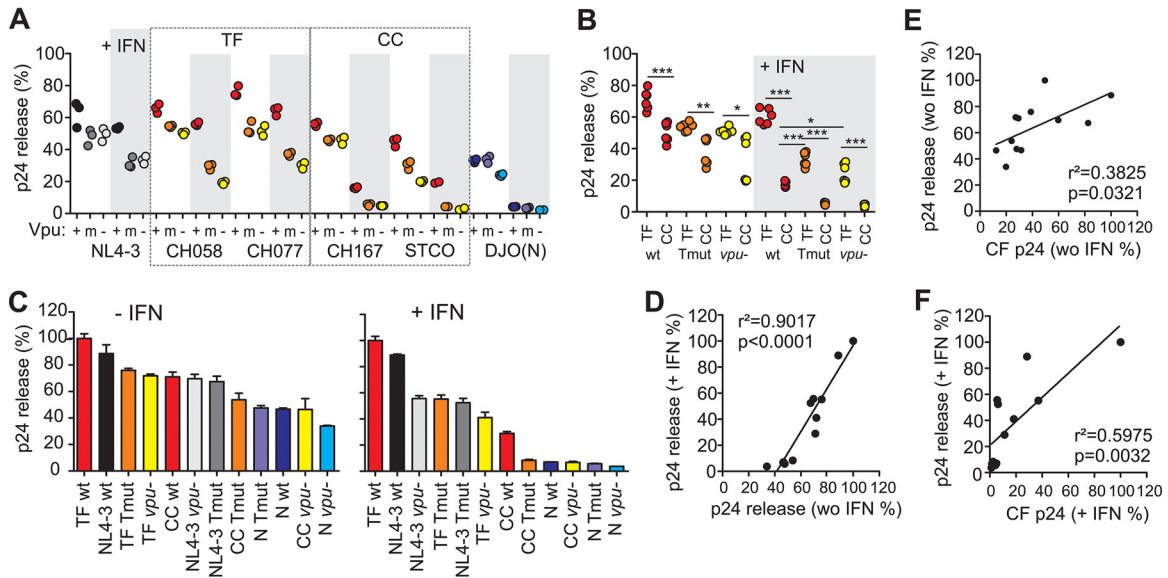 A
+ IFN
TF
CC
p24 release (%)
100
80
60
40
20
0
Vpu: + m - + m - + m - + m - + m - + m - + m - + m - + m - + m - + m - + m -
NL4-3 CH058 CH077 CH167 STCO DJO(N)
B
+ IFN
p24 release (%)
100
80
60
40
20
0
*** ** * *** *** *** * ***
TF CC TF CC TF CC TF CC TF CC TF CC
wt Tmut vpu- wt Tmut vpu-
C
- IFN
p24 release (%)
120
100
80
60
40
20
0
TF wt
NL4-3 wt
TF Tmut
TF vpu-
CC wt
NL4-3 vpu-
NL4-3 Tmut
CC Tmut
N Tmut
N wt
CC vpu-
N vpu-
+ IFN
TF wt
NL4-3 wt
NL4-3 vpu-
TF Tmut
NL4-3 Tmut
TF vpu-
CC wt
CC Tmut
N wt
CC vpu-
N Tmut
N vpu-
D
r²=0.9017
p<0.0001
p24 release (+ IFN %)
120
100
80
60
40
20
0
0 20 40 60 80 100 120
p24 release (wo IFN %)
E
p24 release (wo IFN %)
120
100
80
60
40
20
0
r²=0.3825
p=0.0321
0 20 40 60 80 100 120
CF p24 (wo IFN %)
F
p24 release (+ IFN %)
120
100
80
60
40
20
0
r²=0.5975
p=0.0032
0 20 40 60 80 100 120
CF p24 (+ IFN %)